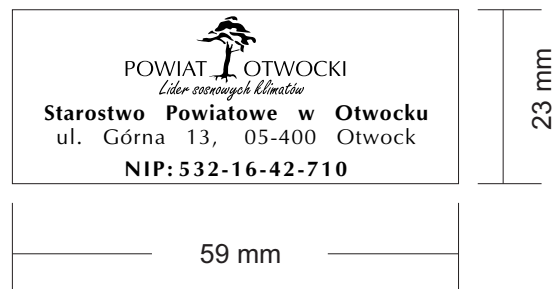 POWIAT OTWOCKI
Lider sosnowych klimatów
Starostwo Powiatowe w Otwocku
ul. Górna 13, 05-400 Otwock
NIP: 532-16-42-710
23 mm
59 mm